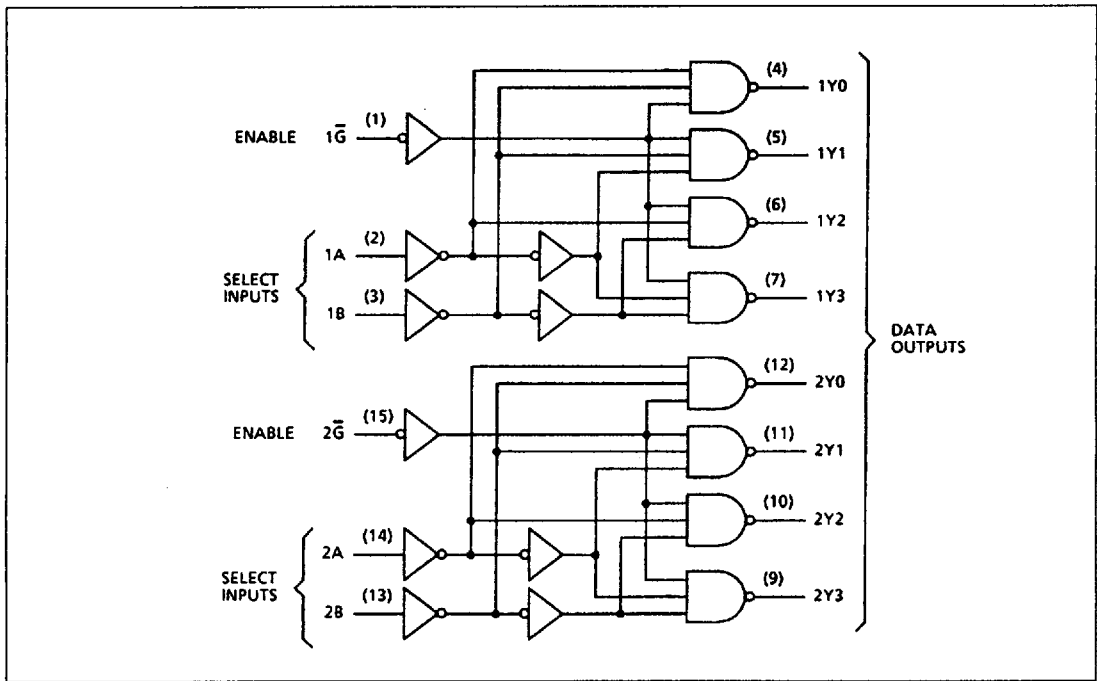 (4)
1Y0
ENABLE 1G̅ (1)
(5)
1Y1
(6)
1Y2
SELECT
INPUTS
1A (2)
1B (3)
(7)
1Y3
DATA
OUTPUTS
(12)
2Y0
ENABLE 2G̅ (15)
(11)
2Y1
(10)
2Y2
SELECT
INPUTS
2A (14)
2B (13)
(9)
2Y3